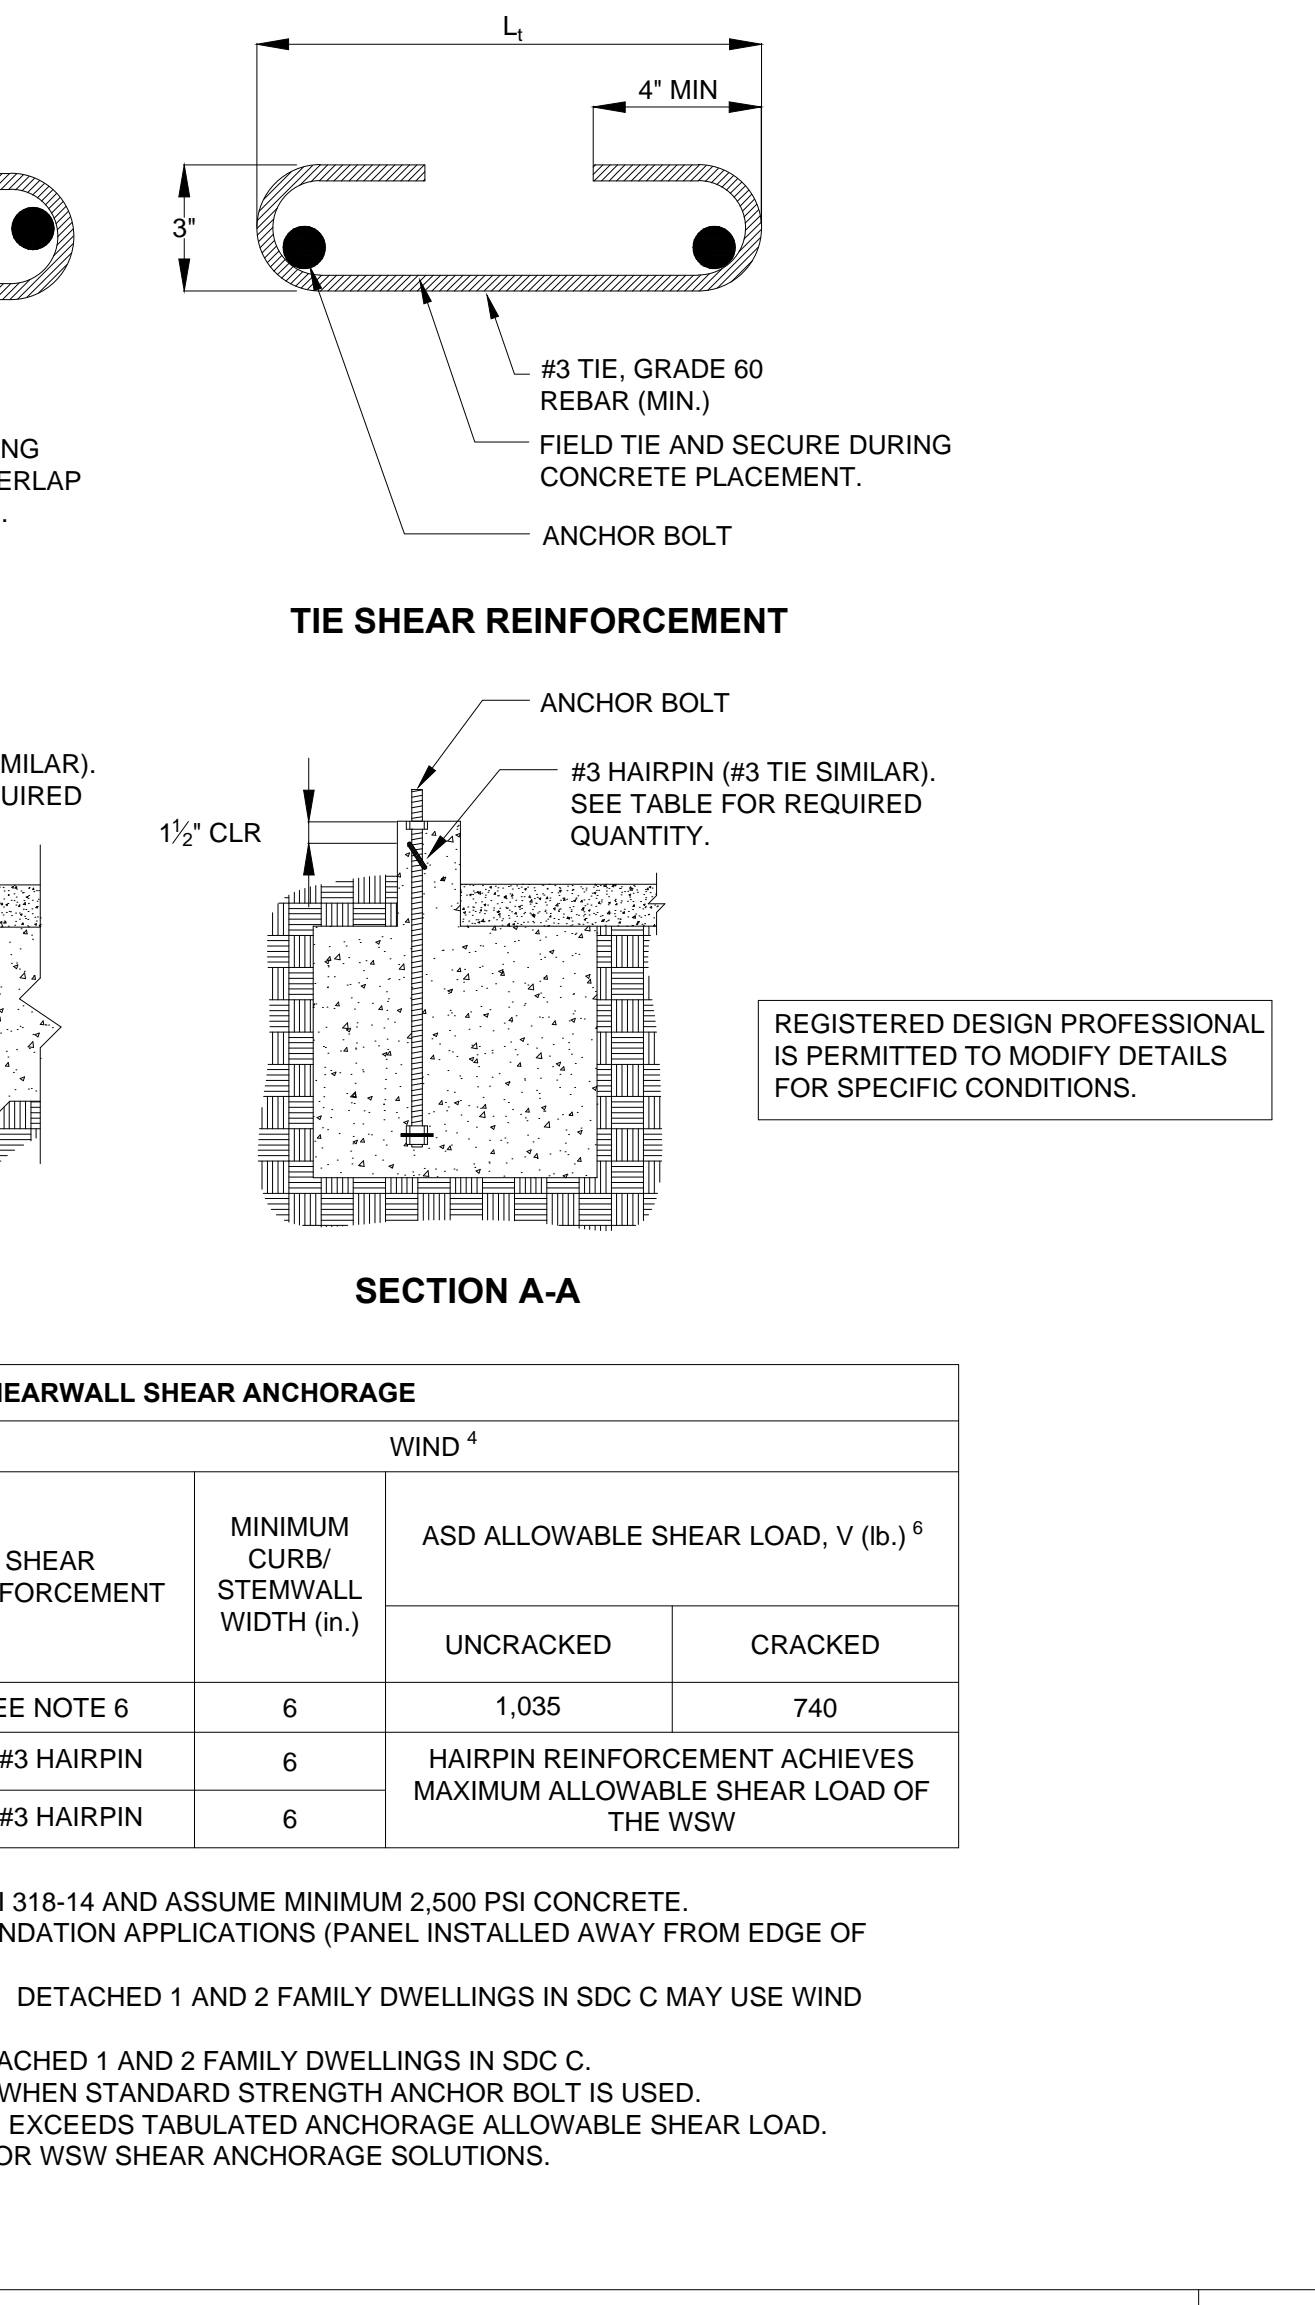 Lt
4" MIN
3"
#3 TIE, GRADE 60
REBAR (MIN.)
NG
FIELD TIE AND SECURE DURING
ERLAP
CONCRETE PLACEMENT.
.
ANCHOR BOLT
TIE SHEAR REINFORCEMENT
ANCHOR BOLT
MILAR).
UIRED
#3 HAIRPIN (#3 TIE SIMILAR).
SEE TABLE FOR REQUIRED
QUANTITY.
1½" CLR
REGISTERED DESIGN PROFESSIONAL
IS PERMITTED TO MODIFY DETAILS
FOR SPECIFIC CONDITIONS.
SECTION A-A
HEARWALL SHEAR ANCHORAGE
WIND 4
SHEAR
FORCEMENT
MINIMUM
CURB/
STEMWALL
WIDTH (in.)
ASD ALLOWABLE SHEAR LOAD, V (lb.) 6
UNCRACKED
CRACKED
EE NOTE 6
6
1,035
740
#3 HAIRPIN
6
HAIRPIN REINFORCEMENT ACHIEVES
MAXIMUM ALLOWABLE SHEAR LOAD OF
THE WSW
#3 HAIRPIN
6
I 318-14 AND ASSUME MINIMUM 2,500 PSI CONCRETE.
NDATION APPLICATIONS (PANEL INSTALLED AWAY FROM EDGE OF
DETACHED 1 AND 2 FAMILY DWELLINGS IN SDC C MAY USE WIND
ACHED 1 AND 2 FAMILY DWELLINGS IN SDC C.
WHEN STANDARD STRENGTH ANCHOR BOLT IS USED.
EXCEEDS TABULATED ANCHORAGE ALLOWABLE SHEAR LOAD.
OR WSW SHEAR ANCHORAGE SOLUTIONS.